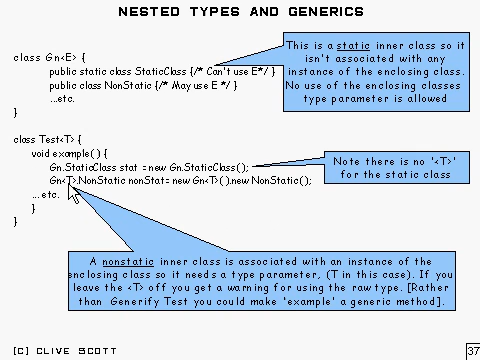 NESTED TYPES AND GENERICS
class Gn<E> {
public static class StaticClass {/* Can't use E*/ }
public class NonStatic {/* May use E */ }
...etc.
}
This is a static inner class so it
isn't associated with any
instance of the enclosing class.
No use of the enclosing classes
type parameter is allowed
class Test<T> {
void example() {
Gn.StaticClass stat = new Gn.StaticClass();
Gn<T>.NonStatic nonStat= new Gn<T>().new NonStatic();
...etc.
}
}
Note there is no '<T>'
for the static class
A nonstatic inner class is associated with an instance of the
enclosing class so it needs a type parameter, (T in this case). If you
leave the <T> off you get a warning for using the raw type. [Rather
than Generify Test you could make 'example' a generic method].
(C) CLIVE SCOTT
37